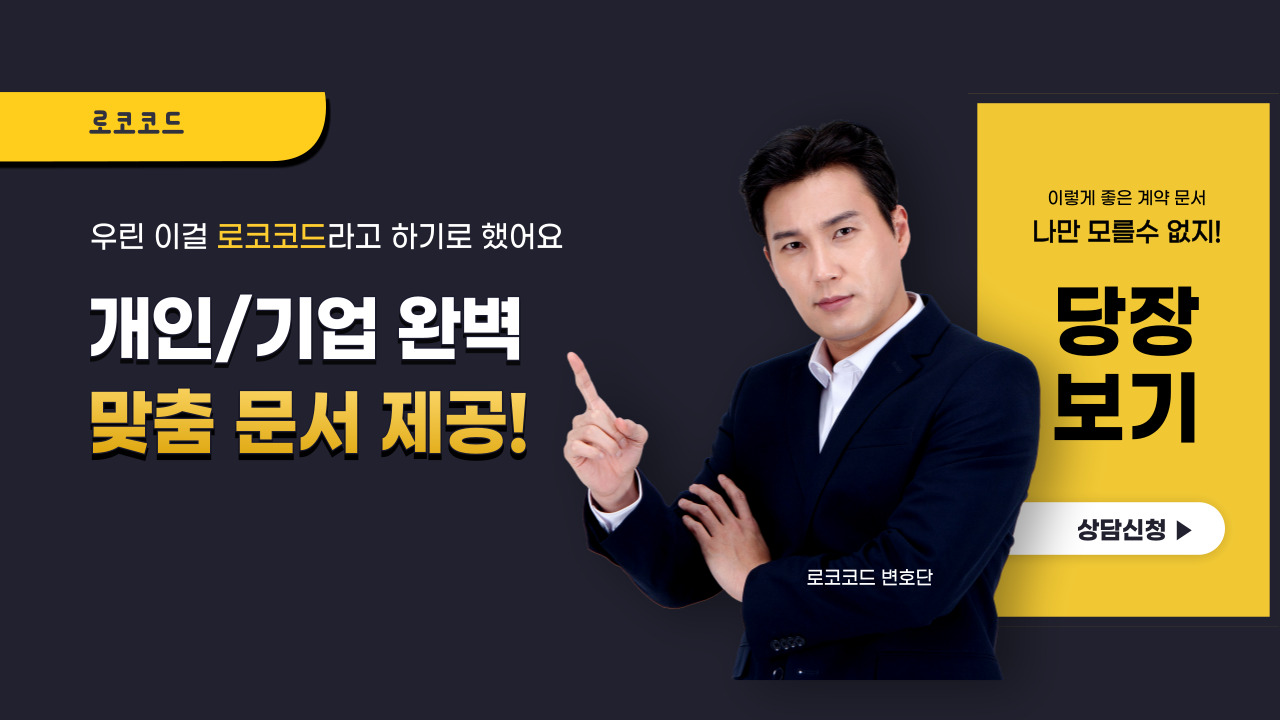 로코코드
우린 이걸 로코코드라고 하기로 했어요
개인/기업 완벽
맞춤 문서 제공!
로코코드 변호단
이렇게 좋은 계약 문서
나만 모를수 없지!
당장
보기
상담신청 ▶